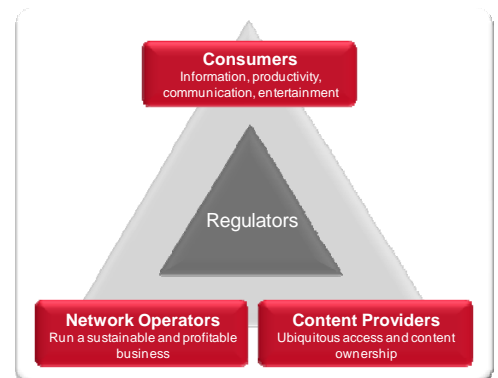 Consumers
Information, productivity,
communication, entertainment
Regulators
Network Operators
Run a sustainable and profitable
business
Content Providers
Ubiquitous access and content
ownership